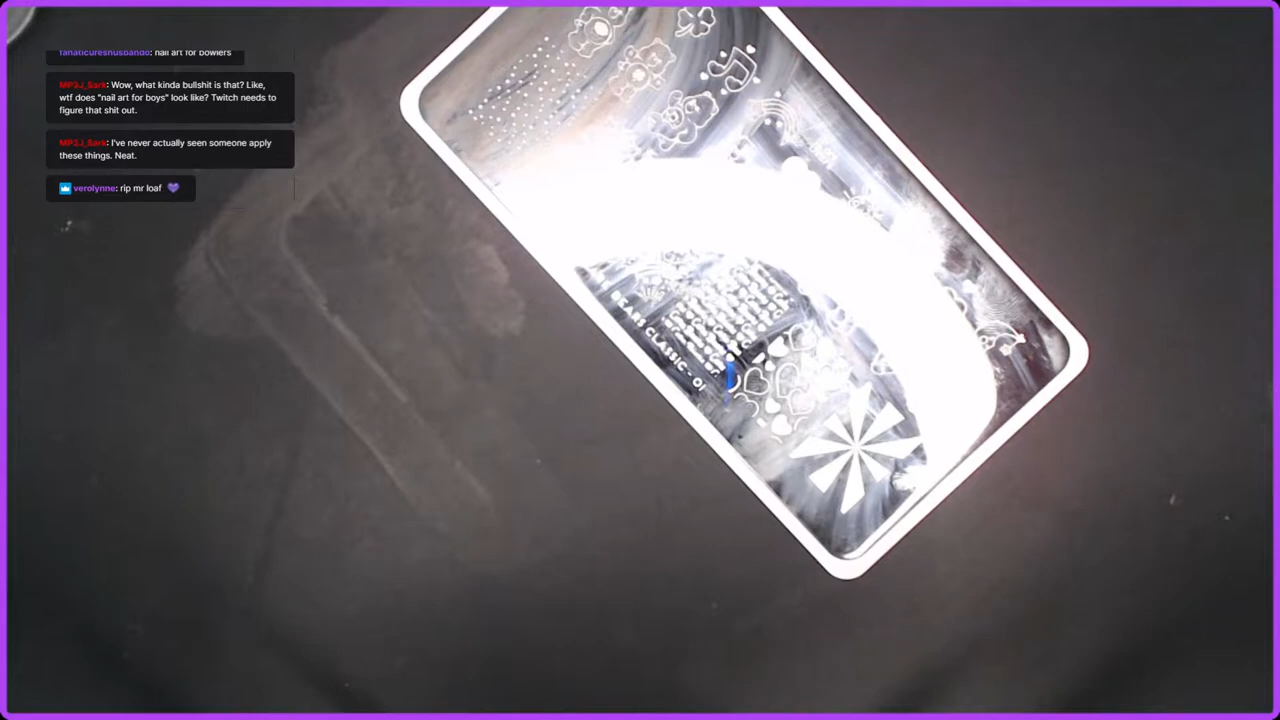 fanaticureshusbando: nail art for bowlers
MP3J_Sark: Wow, what kinda bullshit is that? Like,
wtf does "nail art for boys" look like? Twitch needs to
figure that shit out.
MP3J_Sark: I've never actually seen someone apply
these things. Neat.
verolynne: rip mr loaf 💜
CLASSIC - 01